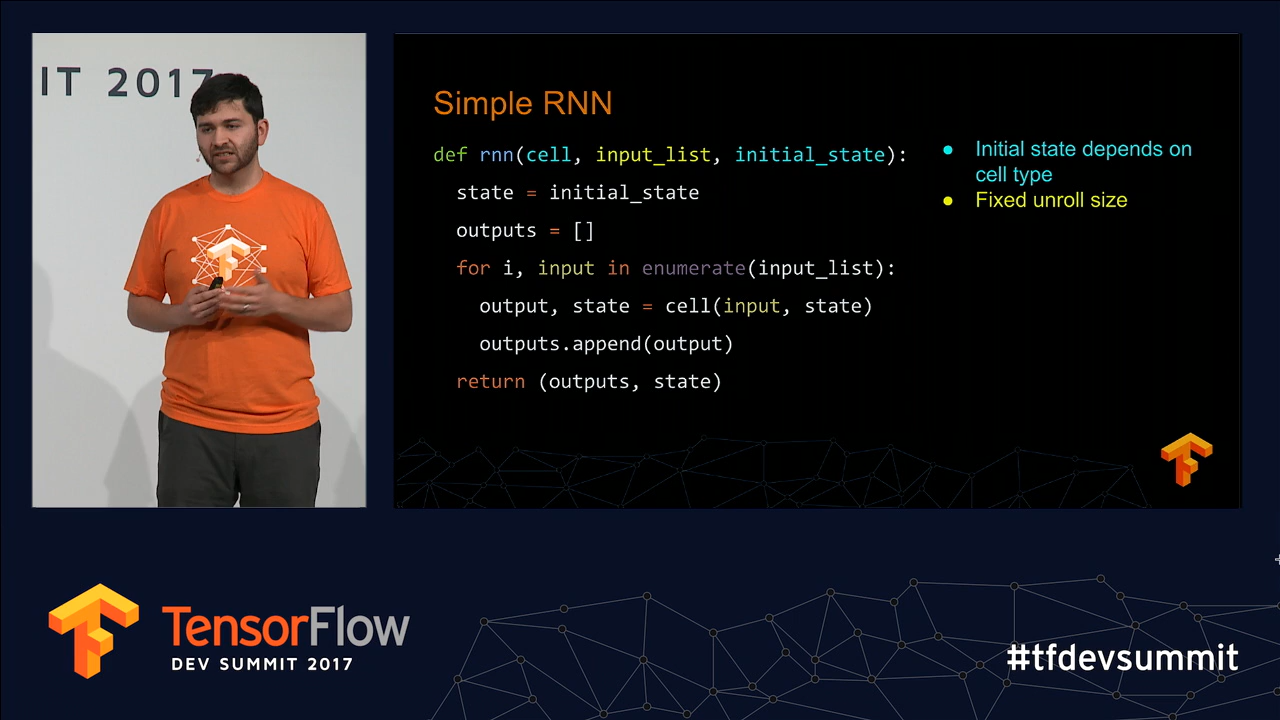 IT 2017
Simple RNN
def rnn(cell, input_list, initial_state):
  state = initial_state
  outputs = []
  for i, input in enumerate(input_list):
    output, state = cell(input, state)
    outputs.append(output)
  return (outputs, state)
● Initial state depends on
cell type
● Fixed unroll size
TensorFlow
DEV SUMMIT 2017
#tfdevsummit